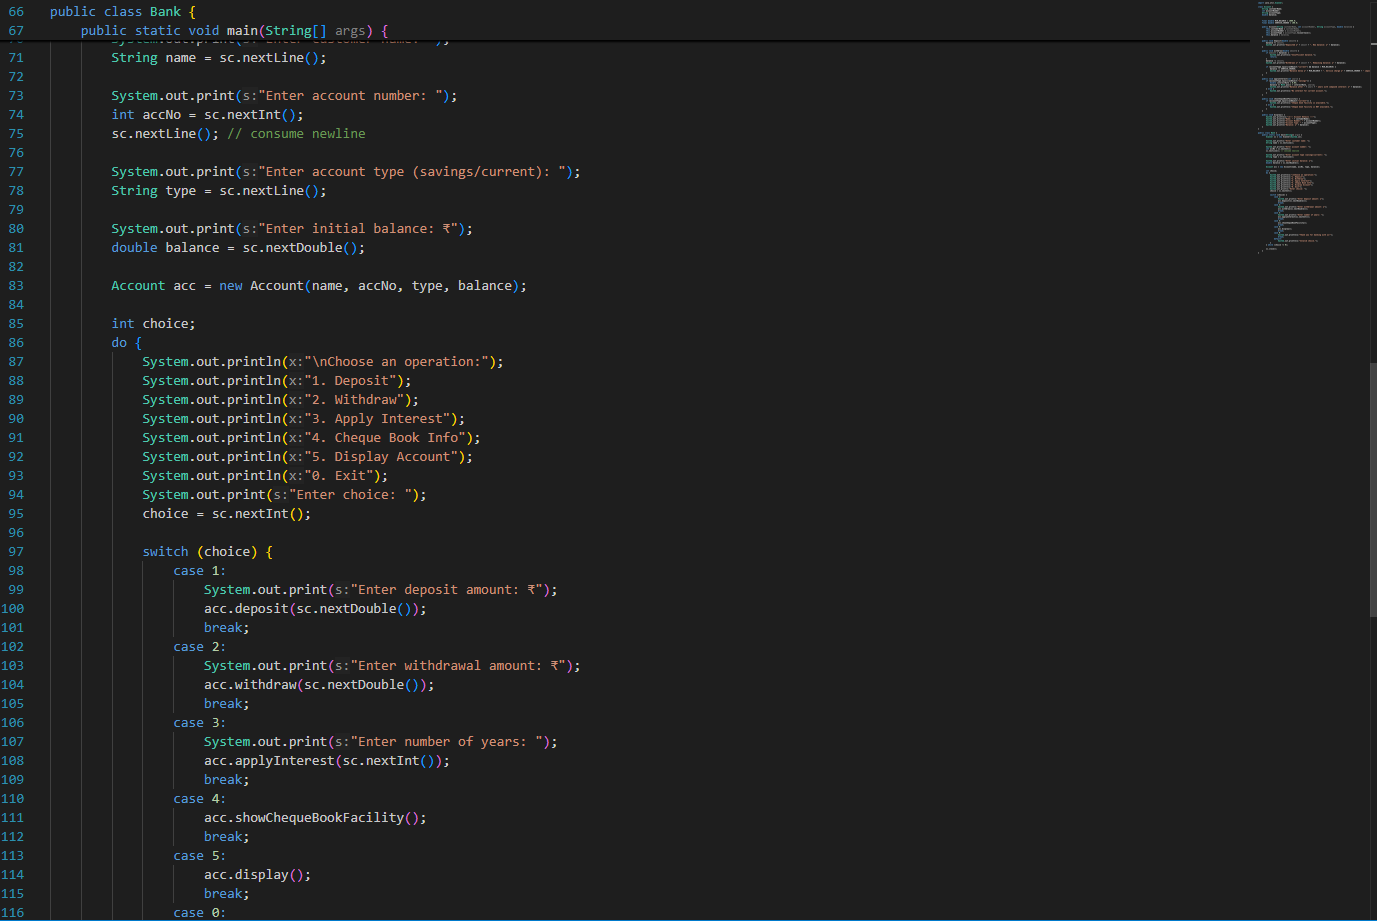 66 public class Bank {
67 public static void main(String[] args) {
71 String name = sc.nextLine();
72
73 System.out.print(s:"Enter account number: ");
74 int accNo = sc.nextInt();
75 sc.nextLine(); // consume newline
76
77 System.out.print(s:"Enter account type (savings/current): ");
78 String type = sc.nextLine();
79
80 System.out.print(s:"Enter initial balance: ₹");
81 double balance = sc.nextDouble();
82
83 Account acc = new Account(name, accNo, type, balance);
84
85 int choice;
86 do {
87 System.out.println(x:"\nChoose an operation:");
88 System.out.println(x:"1. Deposit");
89 System.out.println(x:"2. Withdraw");
90 System.out.println(x:"3. Apply Interest");
91 System.out.println(x:"4. Cheque Book Info");
92 System.out.println(x:"5. Display Account");
93 System.out.println(x:"0. Exit");
94 System.out.print(s:"Enter choice: ");
95 choice = sc.nextInt();
96
97 switch (choice) {
98 case 1:
99 System.out.print(s:"Enter deposit amount: ₹");
100 acc.deposit(sc.nextDouble());
101 break;
102 case 2:
103 System.out.print(s:"Enter withdrawal amount: ₹");
104 acc.withdraw(sc.nextDouble());
105 break;
106 case 3:
107 System.out.print(s:"Enter number of years: ");
108 acc.applyInterest(sc.nextInt());
109 break;
110 case 4:
111 acc.showChequeBookFacility();
112 break;
113 case 5:
114 acc.display();
115 break;
116 case 0: